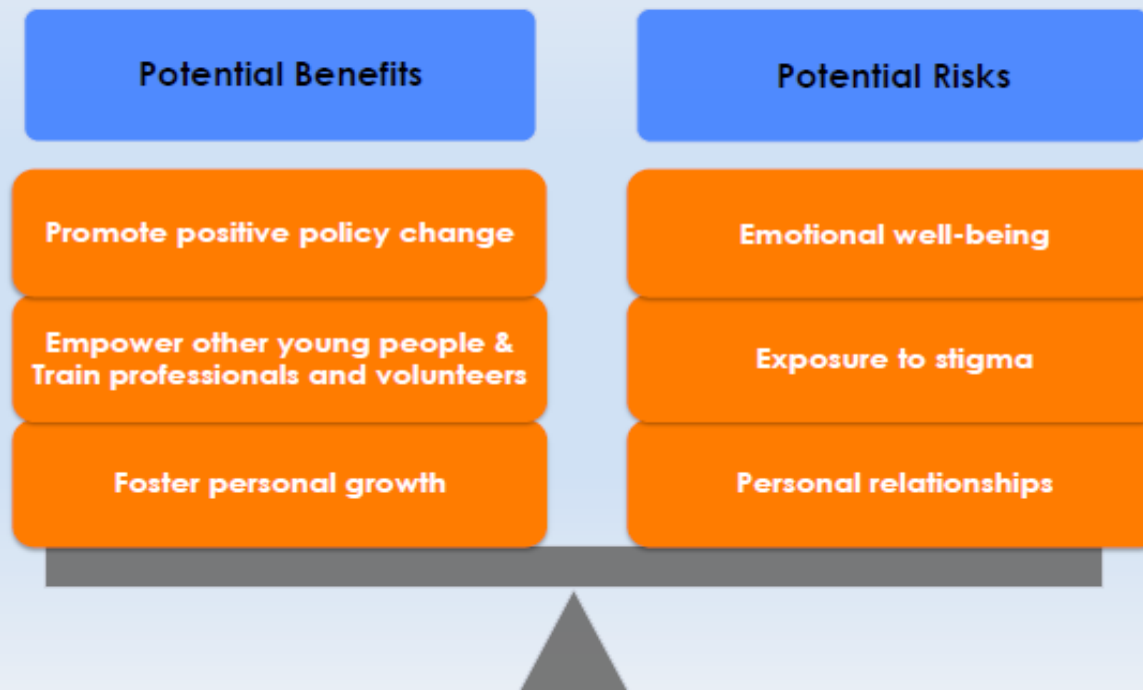 Potential Benefits
Promote positive policy change
Empower other young people &
Train professionals and volunteers
Foster personal growth
Potential Risks
Emotional well-being
Exposure to stigma
Personal relationships